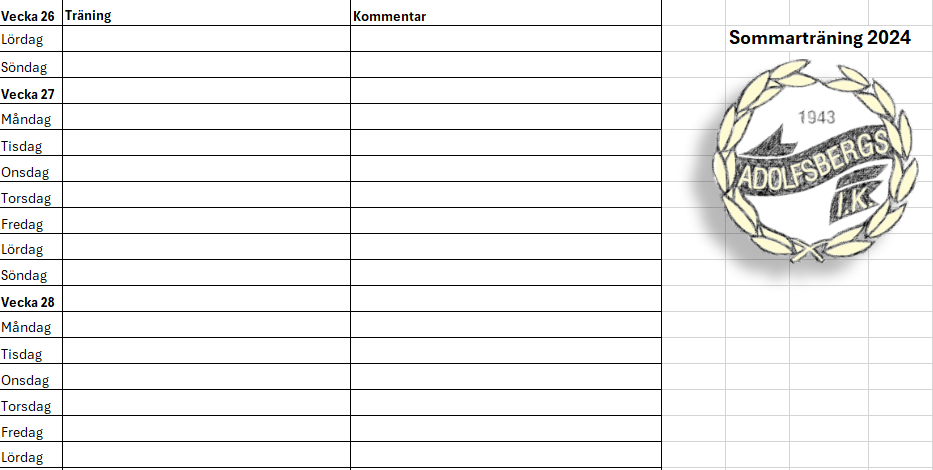 Vecka 26 Träning Kommentar
Lördag
Söndag
Vecka 27
Måndag
Tisdag
Onsdag
Torsdag
Fredag
Lördag
Söndag
Vecka 28
Måndag
Tisdag
Onsdag
Torsdag
Fredag
Lördag
Sommarträning 2024
1943
ADOLFSBERGS
I.K.